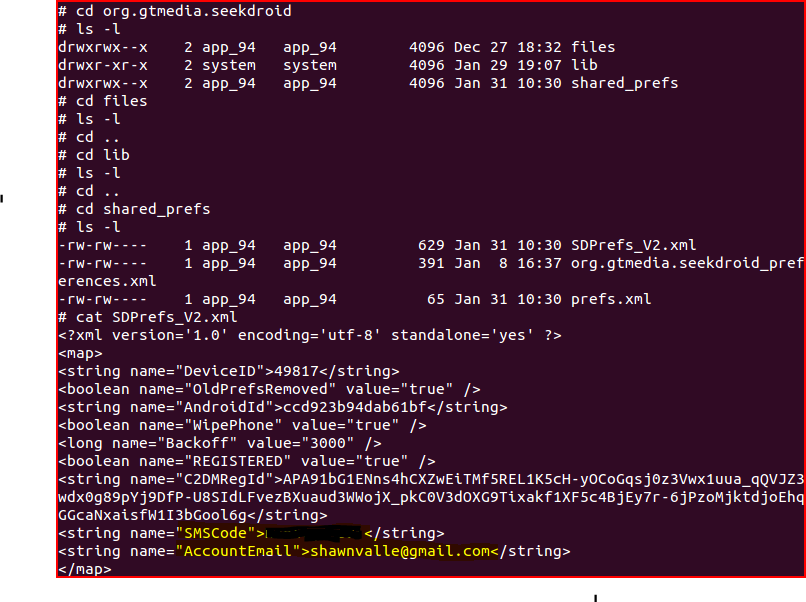 # cd org.gtmedia.seekdroid
# ls -l
drwxrwx--x    2 app_94   app_94        4096 Dec 27 18:32 files
drwxr-xr-x    2 system   system        4096 Jan 29 19:07 lib
drwxrwx--x    2 app_94   app_94        4096 Jan 31 10:30 shared_prefs
# cd files
# ls -l
# cd ..
# cd lib
# ls -l
# cd ..
# cd shared_prefs
# ls -l
-rw-rw----    1 app_94   app_94         629 Jan 31 10:30 SDPrefs_V2.xml
-rw-rw----    1 app_94   app_94         391 Jan  8 16:37 org.gtmedia.seekdroid_pref
erences.xml
-rw-rw----    1 app_94   app_94          65 Jan 31 10:30 prefs.xml
# cat SDPrefs_V2.xml
<?xml version='1.0' encoding='utf-8' standalone='yes' ?>
<map>
<string name="DeviceID">49817</string>
<boolean name="OldPrefsRemoved" value="true" />
<string name="AndroidId">ccd923b94dab61bf</string>
<boolean name="WipePhone" value="true" />
<long name="Backoff" value="3000" />
<boolean name="REGISTERED" value="true" />
<string name="C2DMRegId">APA91bG1ENns4hCXZwEiTMf5REL1K5cH-yOCoGqsj0z3Vwx1uua_qQVJZ3
wdx0g89pYj9DfP-U8SIdLFvezBXuaud3WWojX_pkC0V3dOXG9Tixakf1XF5c4BjEy7r-6jPzoMjktdjoEhq
GGcaNxaisfW1I3bGool6g</string>
<string name="SMSCode"></string>
<string name="AccountEmail">shawnvalle@gmail.com</string>
</map>